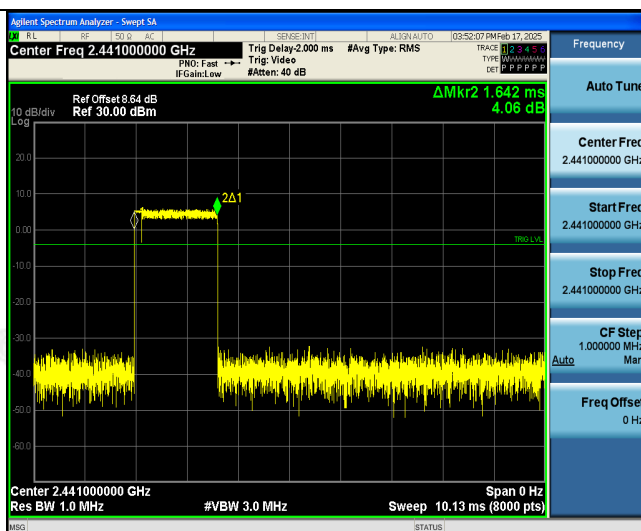 Agilent Spectrum Analyzer - Swept SA
RL RF 50 Ω AC SENSE:INT ALIGN AUTO 03:52:07 PM Feb 17, 2025
Center Freq 2.441000000 GHz
PNO: Fast
IFGain:Low
Trig Delay-2.000 ms
Trig: Video
#Atten: 40 dB
#Avg Type: RMS
TRACE 1 2 3 4 5 6
TYPE W
DET P P P P P P
Ref Offset 8.64 dB
Ref 30.00 dBm
10 dB/div
Log
ΔMkr2 1.642 ms
4.06 dB
20.0
10.0
0.00
-10.0
-20.0
-30.0
-40.0
-50.0
-60.0
2Δ1
TRIG LVL
Center 2.441000000 GHz
Span 0 Hz
Res BW 1.0 MHz
#VBW 3.0 MHz
Sweep 10.13 ms (8000 pts)
MSG
STATUS
Frequency
Auto Tune
Center Freq
2.441000000 GHz
Start Freq
2.441000000 GHz
Stop Freq
2.441000000 GHz
CF Step
1.000000 MHz
Auto Man
Freq Offset
0 Hz